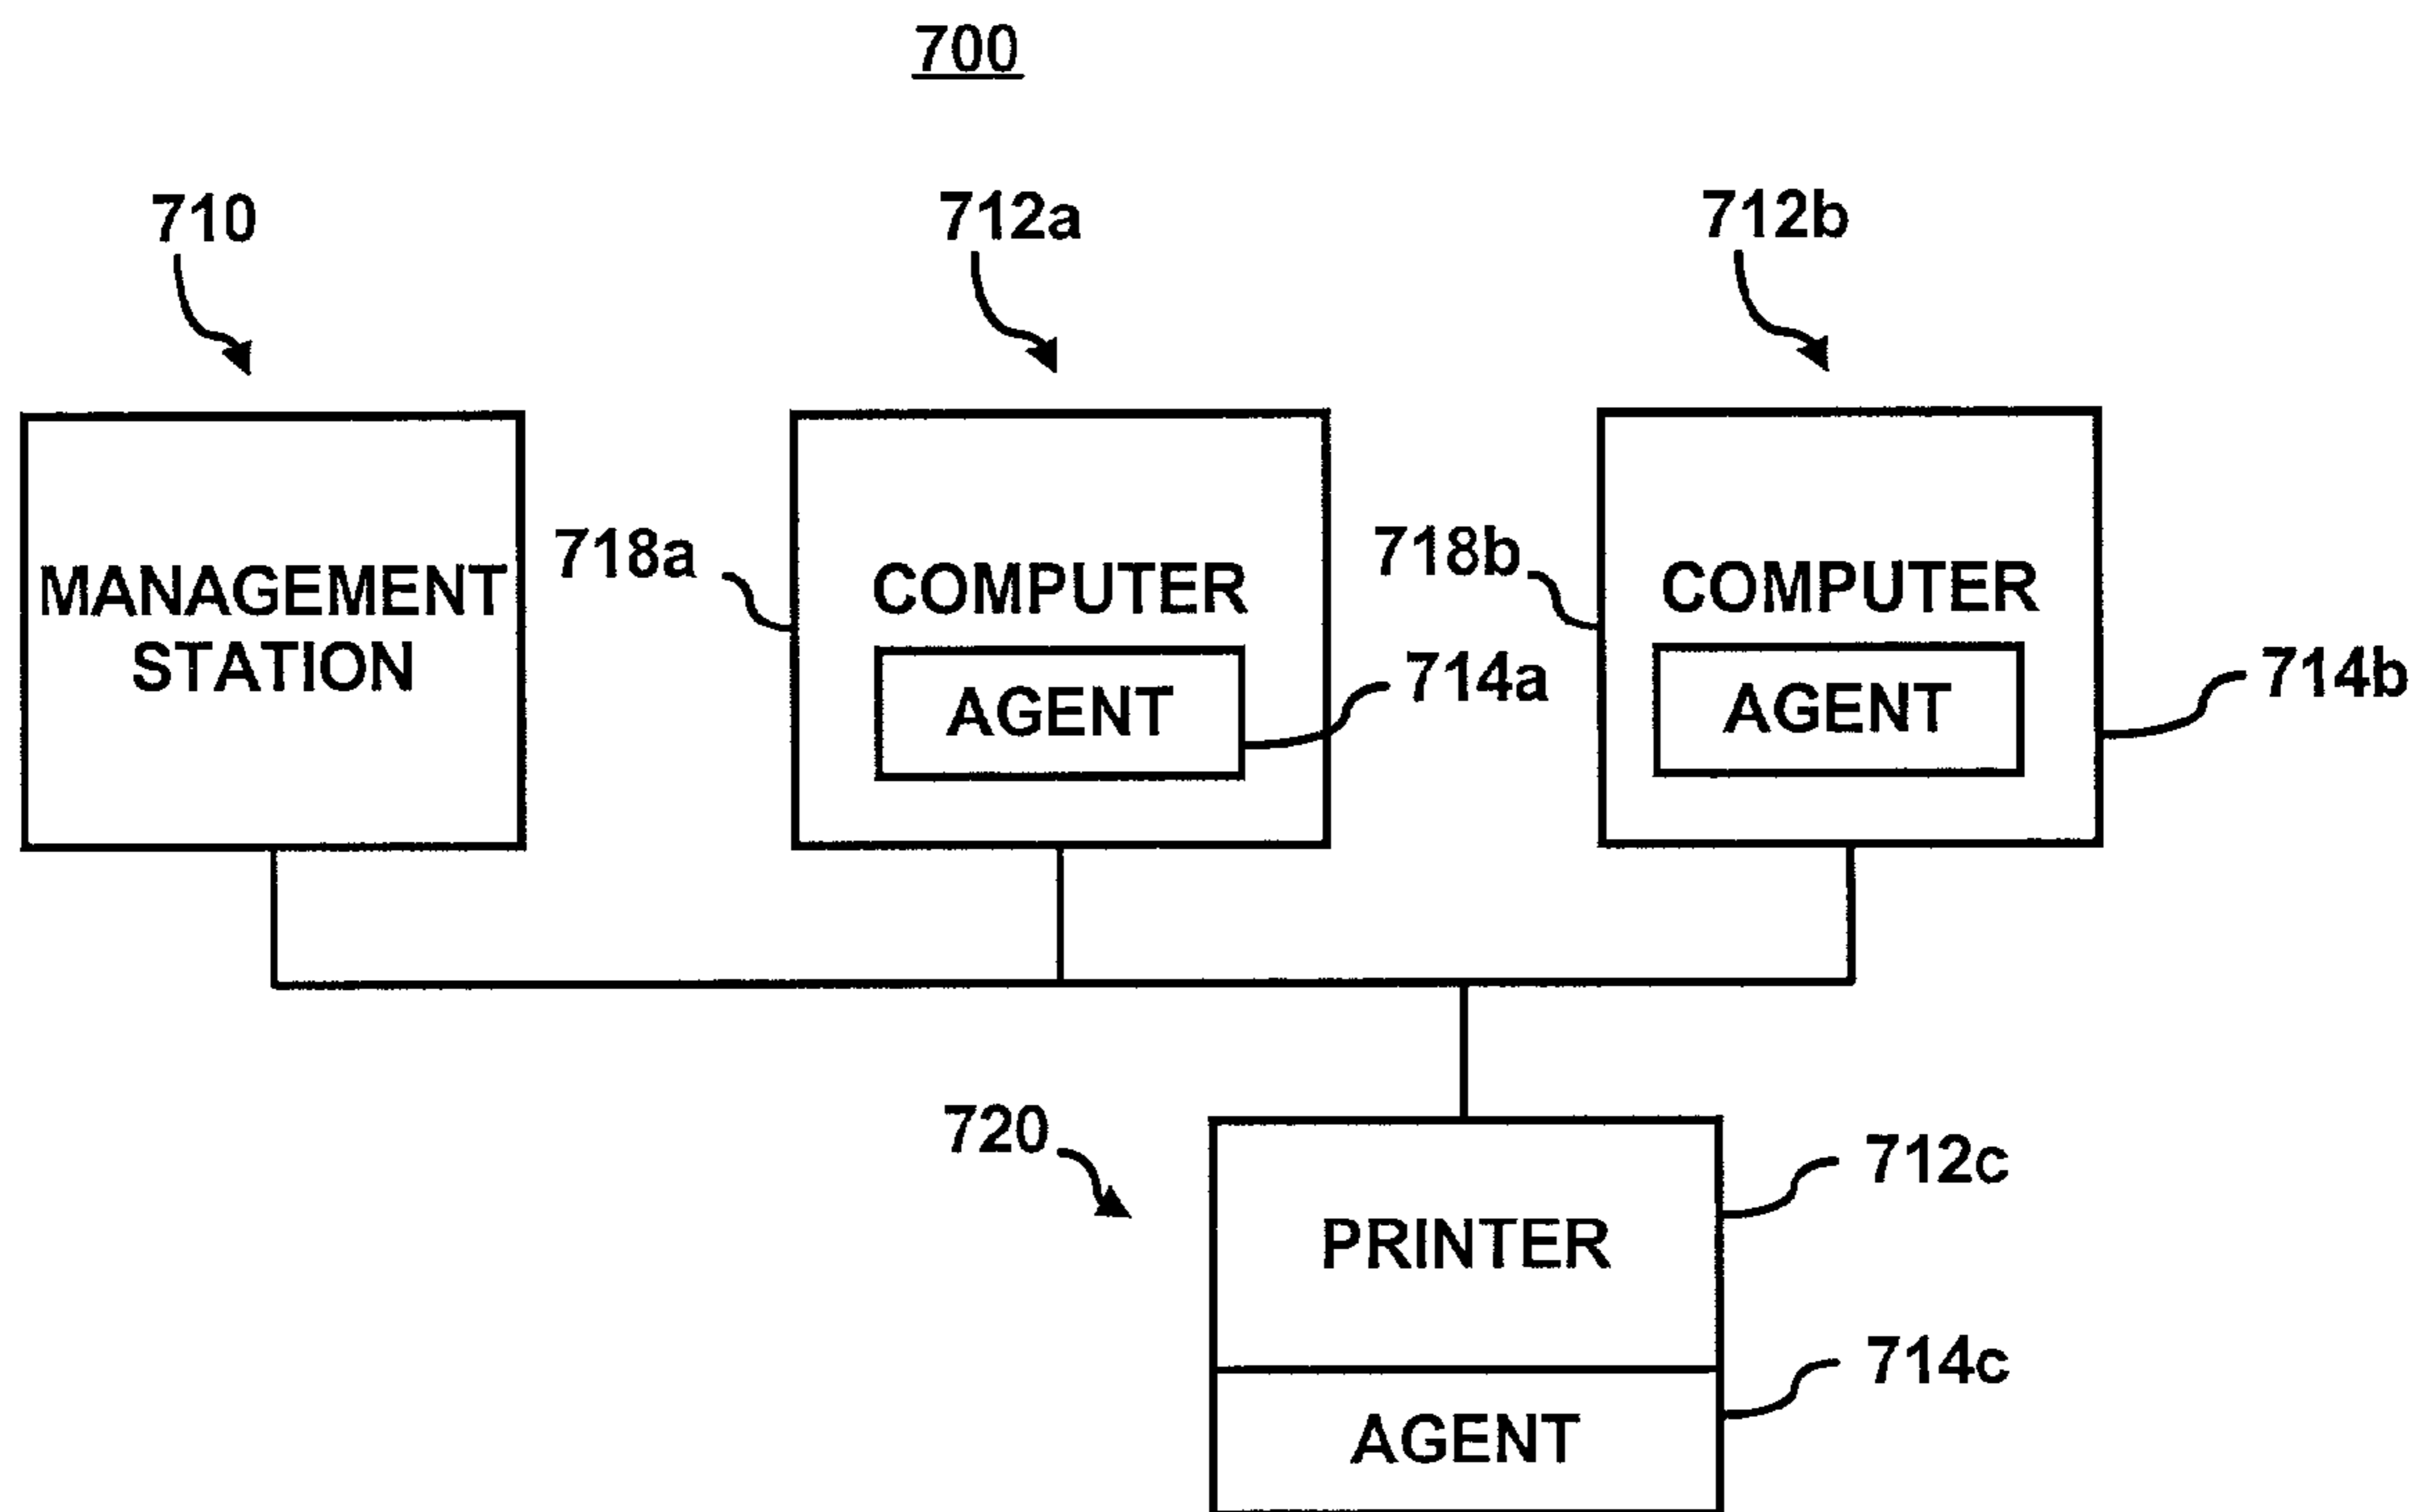 700
710
712a
712b
MANAGEMENT
STATION
718a
COMPUTER
AGENT
714a
718b
COMPUTER
AGENT
714b
720
PRINTER
712c
AGENT
714c